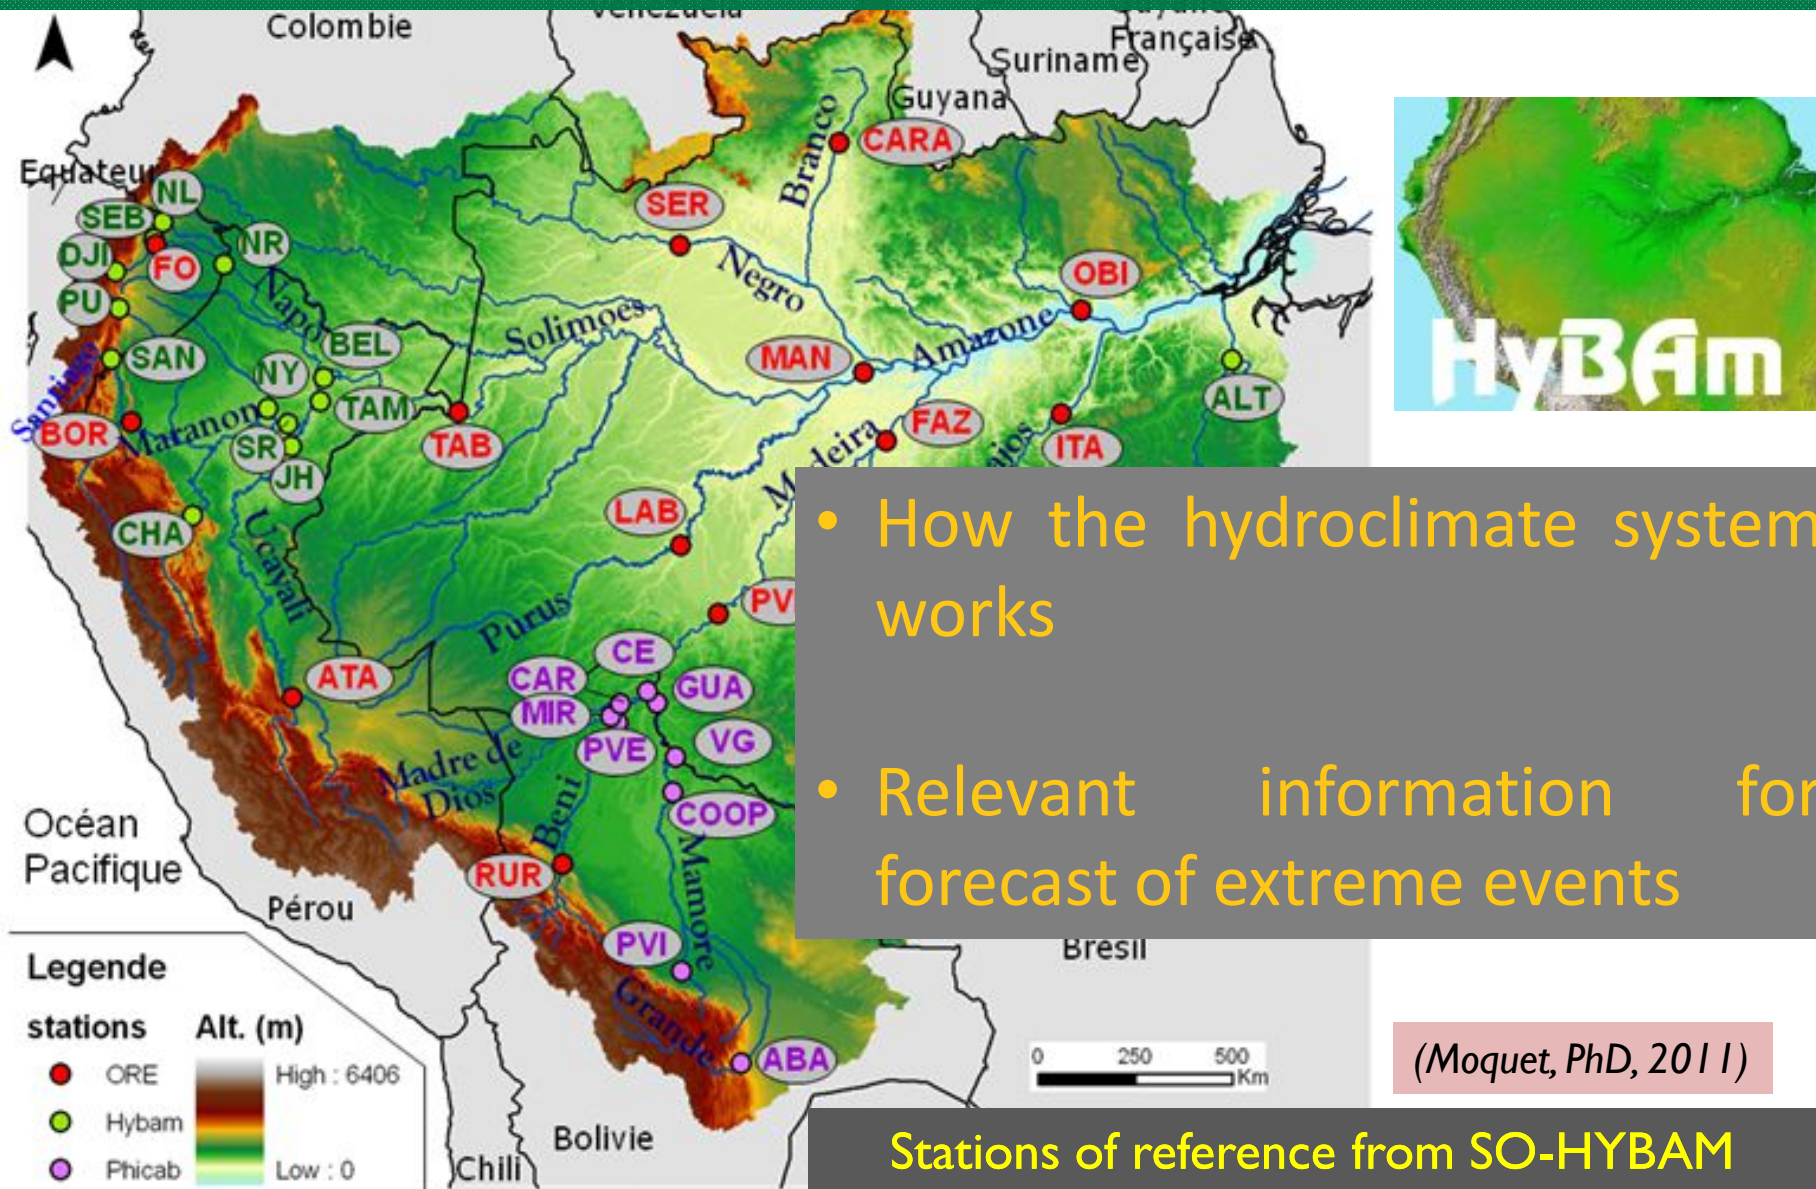 Colombie
Venezuela
Guyane
Française
Suriname
Guyana
Equateur
NL
SEB
DJI
FO
NR
PU
Napo
SAN
BEL
NY
TAM
Santiago
BOR
Maranon
SR
JH
TAB
CHA
Ucayali
ATA
CARA
Branco
SER
Negro
OBI
Solimoes
MAN
Amazone
ALT
FAZ
ITA
Madeira
ajos
LAB
PV
Purus
CE
CAR
GUA
MIR
PVE
VG
COOP
Madre de
Dios
Beni
Mamore
RUR
PVI
Grande
ABA
Océan
Pacifique
Pérou
Bolivie
Chili
Brésil
Legende
stations
Alt. (m)
ORE
High : 6406
Hybam
Phicab
Low : 0
0 250 500
Km
HyBAm
• How the hydroclimate system
works
• Relevant information for
forecast of extreme events
(Moquet, PhD, 2011)
Stations of reference from SO-HYBAM